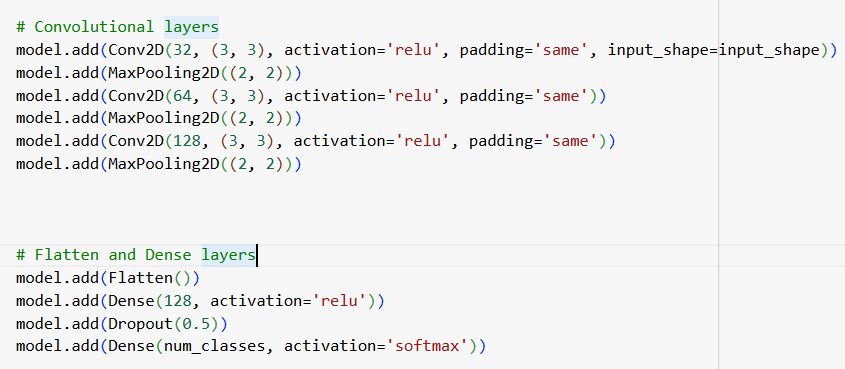 # Convolutional layers
model.add(Conv2D(32, (3, 3), activation='relu', padding='same', input_shape=input_shape))
model.add(MaxPooling2D((2, 2)))
model.add(Conv2D(64, (3, 3), activation='relu', padding='same'))
model.add(MaxPooling2D((2, 2)))
model.add(Conv2D(128, (3, 3), activation='relu', padding='same'))
model.add(MaxPooling2D((2, 2)))
# Flatten and Dense layers
model.add(Flatten())
model.add(Dense(128, activation='relu'))
model.add(Dropout(0.5))
model.add(Dense(num_classes, activation='softmax'))